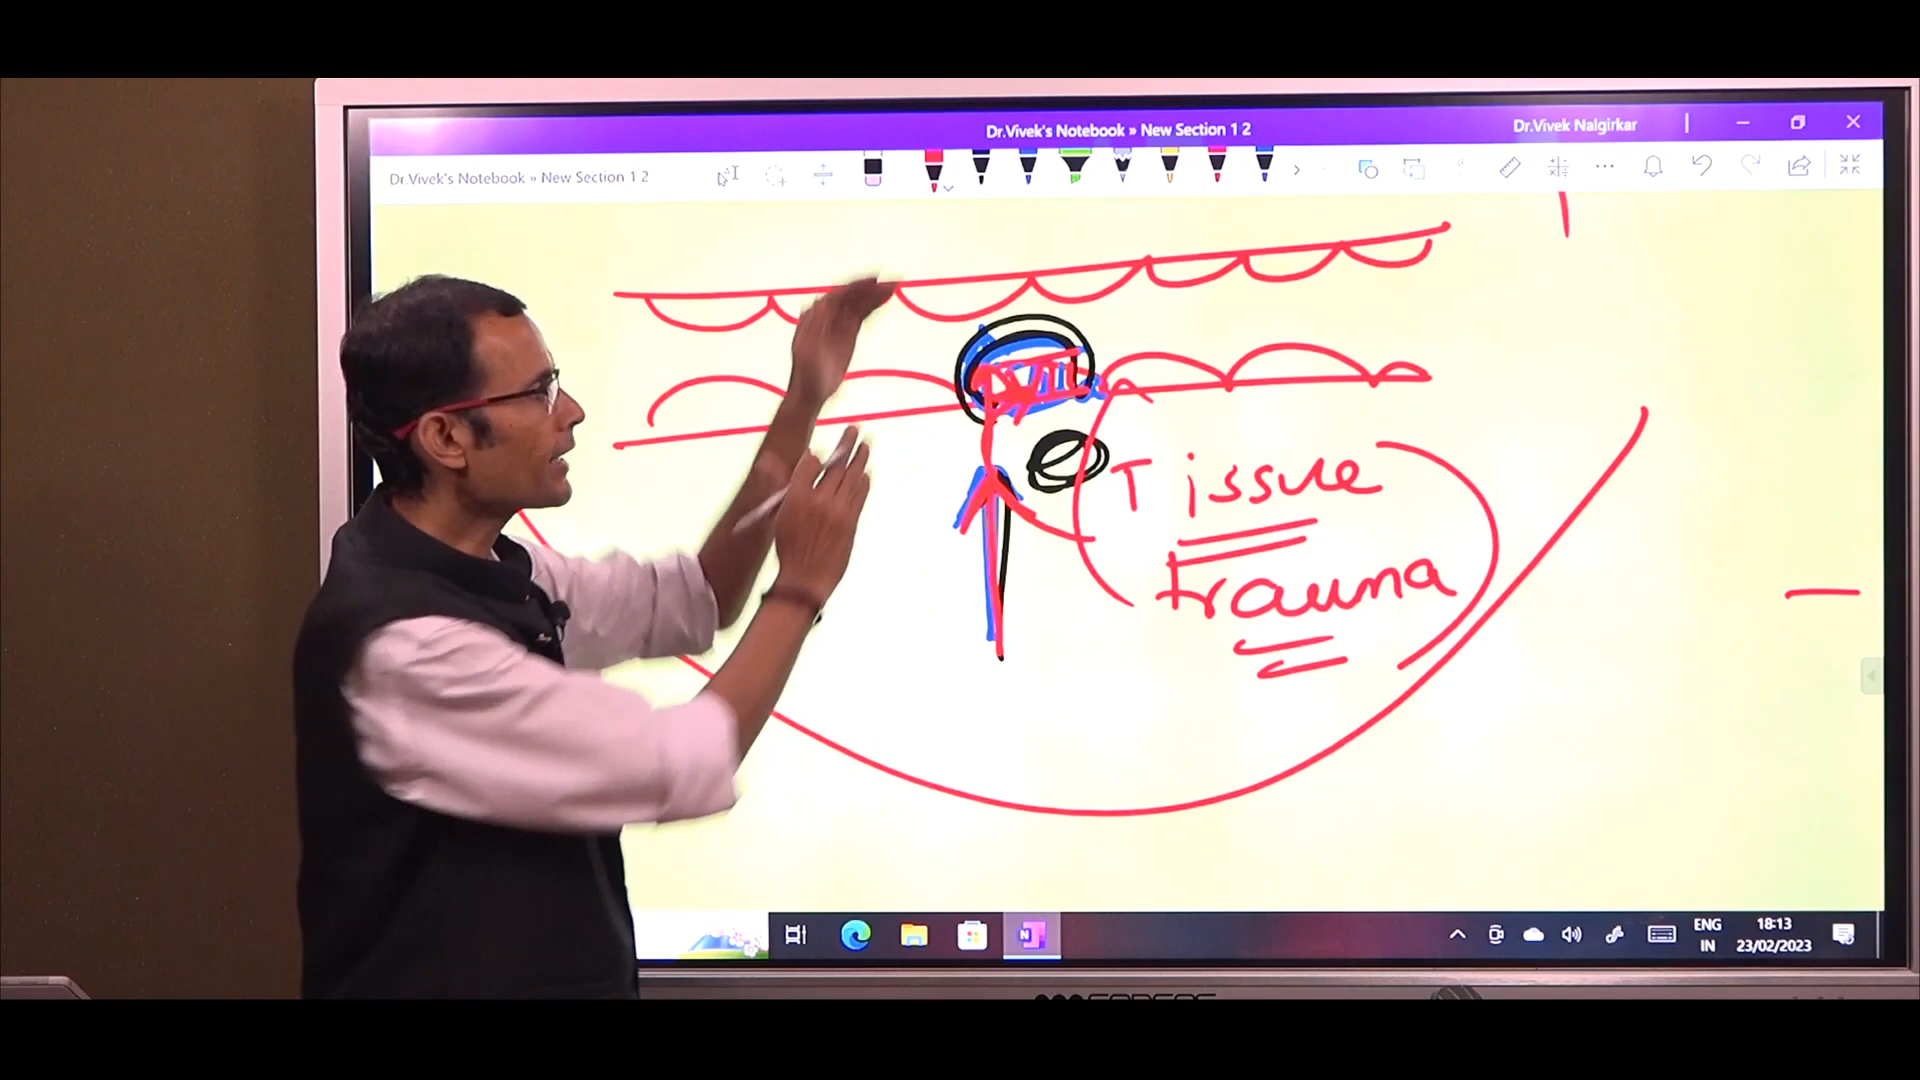 Dr.Vivek's Notebook » New Section 1 2
Dr.Vivek Nalgirkar
Dr.Vivek's Notebook » New Section 1 2
Tissue
trauma
ENG
IN
18:13
23/02/2023